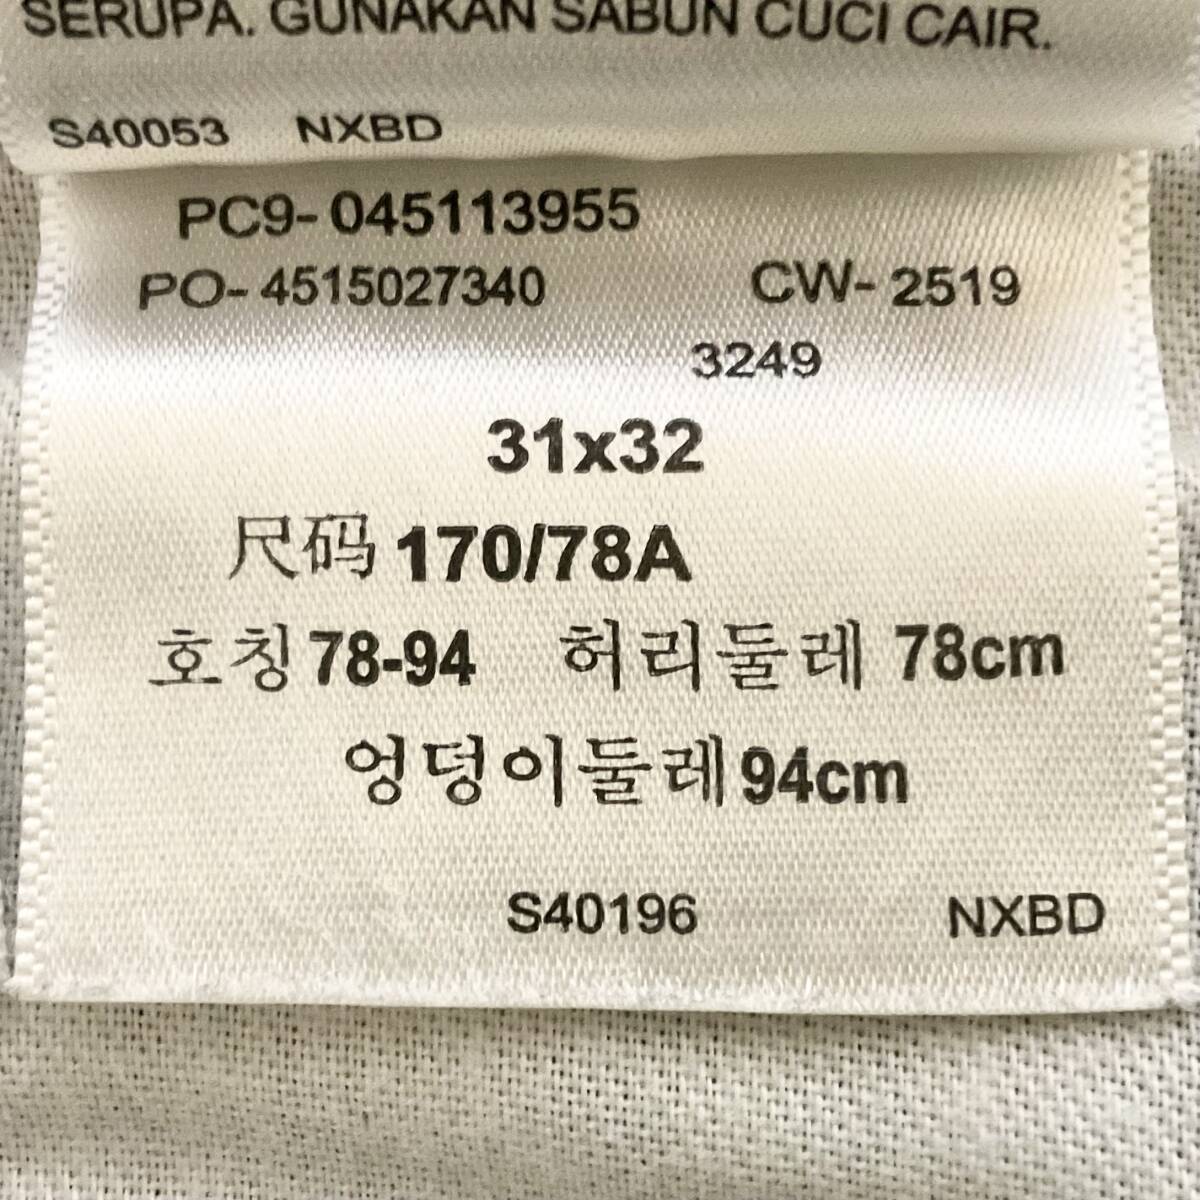 SERUPA. GUNAKAN SABUN CUCI CAIR.
S40053 NXBD
PC9- 045113955
PO- 4515027340 CW- 2519
3249
31x32
尺码 170/78A
호칭 78-94 허리둘레 78cm
엉덩이둘레 94cm
S40196 NXBD